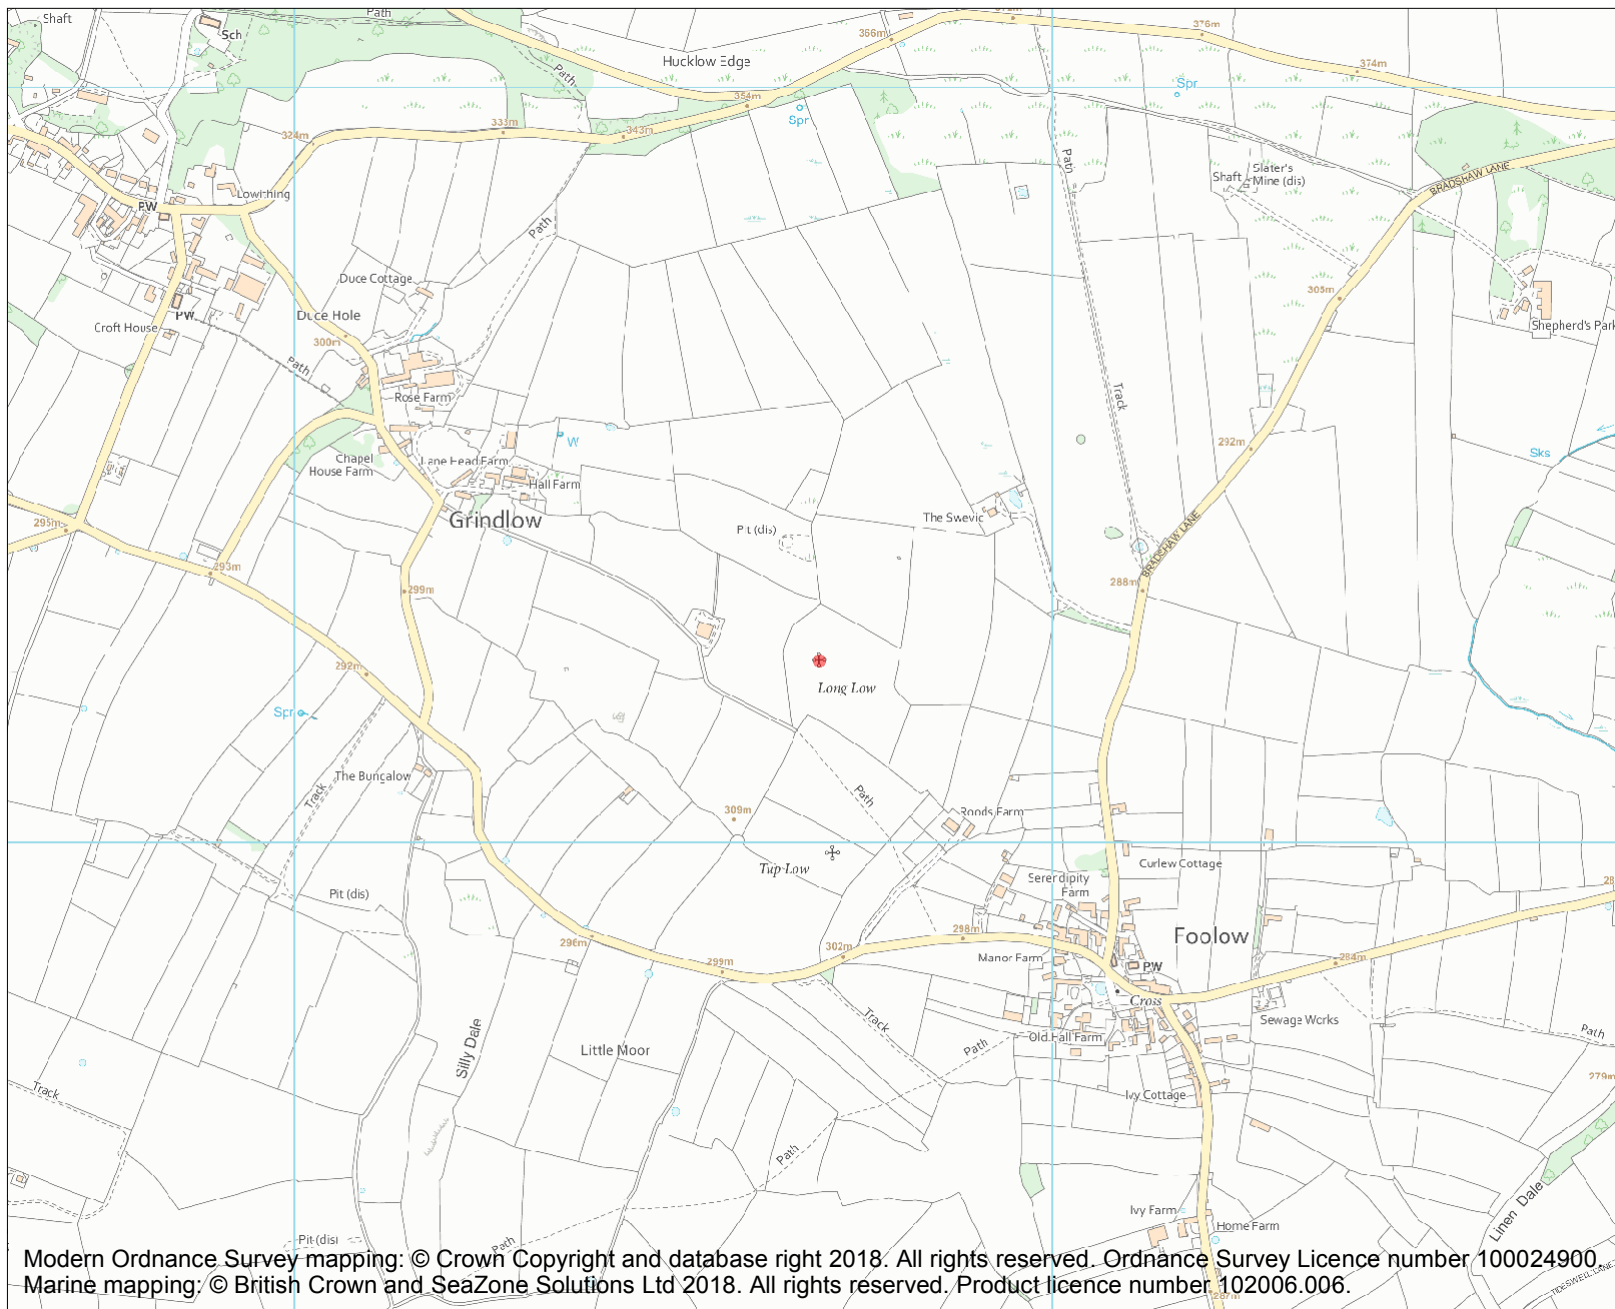 Path
Shaft
Sch
366m
376m
Hucklow Edge
374m
Path
Spr
354m
Spr
324m
333m
343m
Path
Slater's
Shaft
Mine (dis)
BRADSHAW LANE
PW
Path
Duce Cottage
305m
Duce Hole
PW
Croft House
Shepherd's Park
300m
Path
Track
Rose Farm
W
292m
Chapel
House Farm
Lane Head Farm
Sks
Hall Farm
Grindlow
The Swevic
295m
Pit (dis)
BRADSHAW LANE
293m
288m
299m
292m
Long Low
Spr
The Bungalow
Track
Path
309m
Roods Farm
Tup Low
Curlew Cottage
Serendipity
Farm
Pit (dis)
28
Foolow
296m
302m
298m
Manor Farm
PW
284m
299m
Cross
Track
Sewage Works
Path
Old Hall Farm
Little Moor
Silly Dale
Path
279m
Track
Ivy Cottage
Path
Linen Dale
Ivy Farm
Home Farm
Pit (dis)
Path
Modern Ordnance Survey mapping: © Crown Copyright and database right 2018. All rights reserved. Ordnance Survey Licence number 100024900.
Marine mapping: © British Crown and SeaZone Solutions Ltd 2018. All rights reserved. Product licence number 102006.006.
287m
TIDESWELL LANE